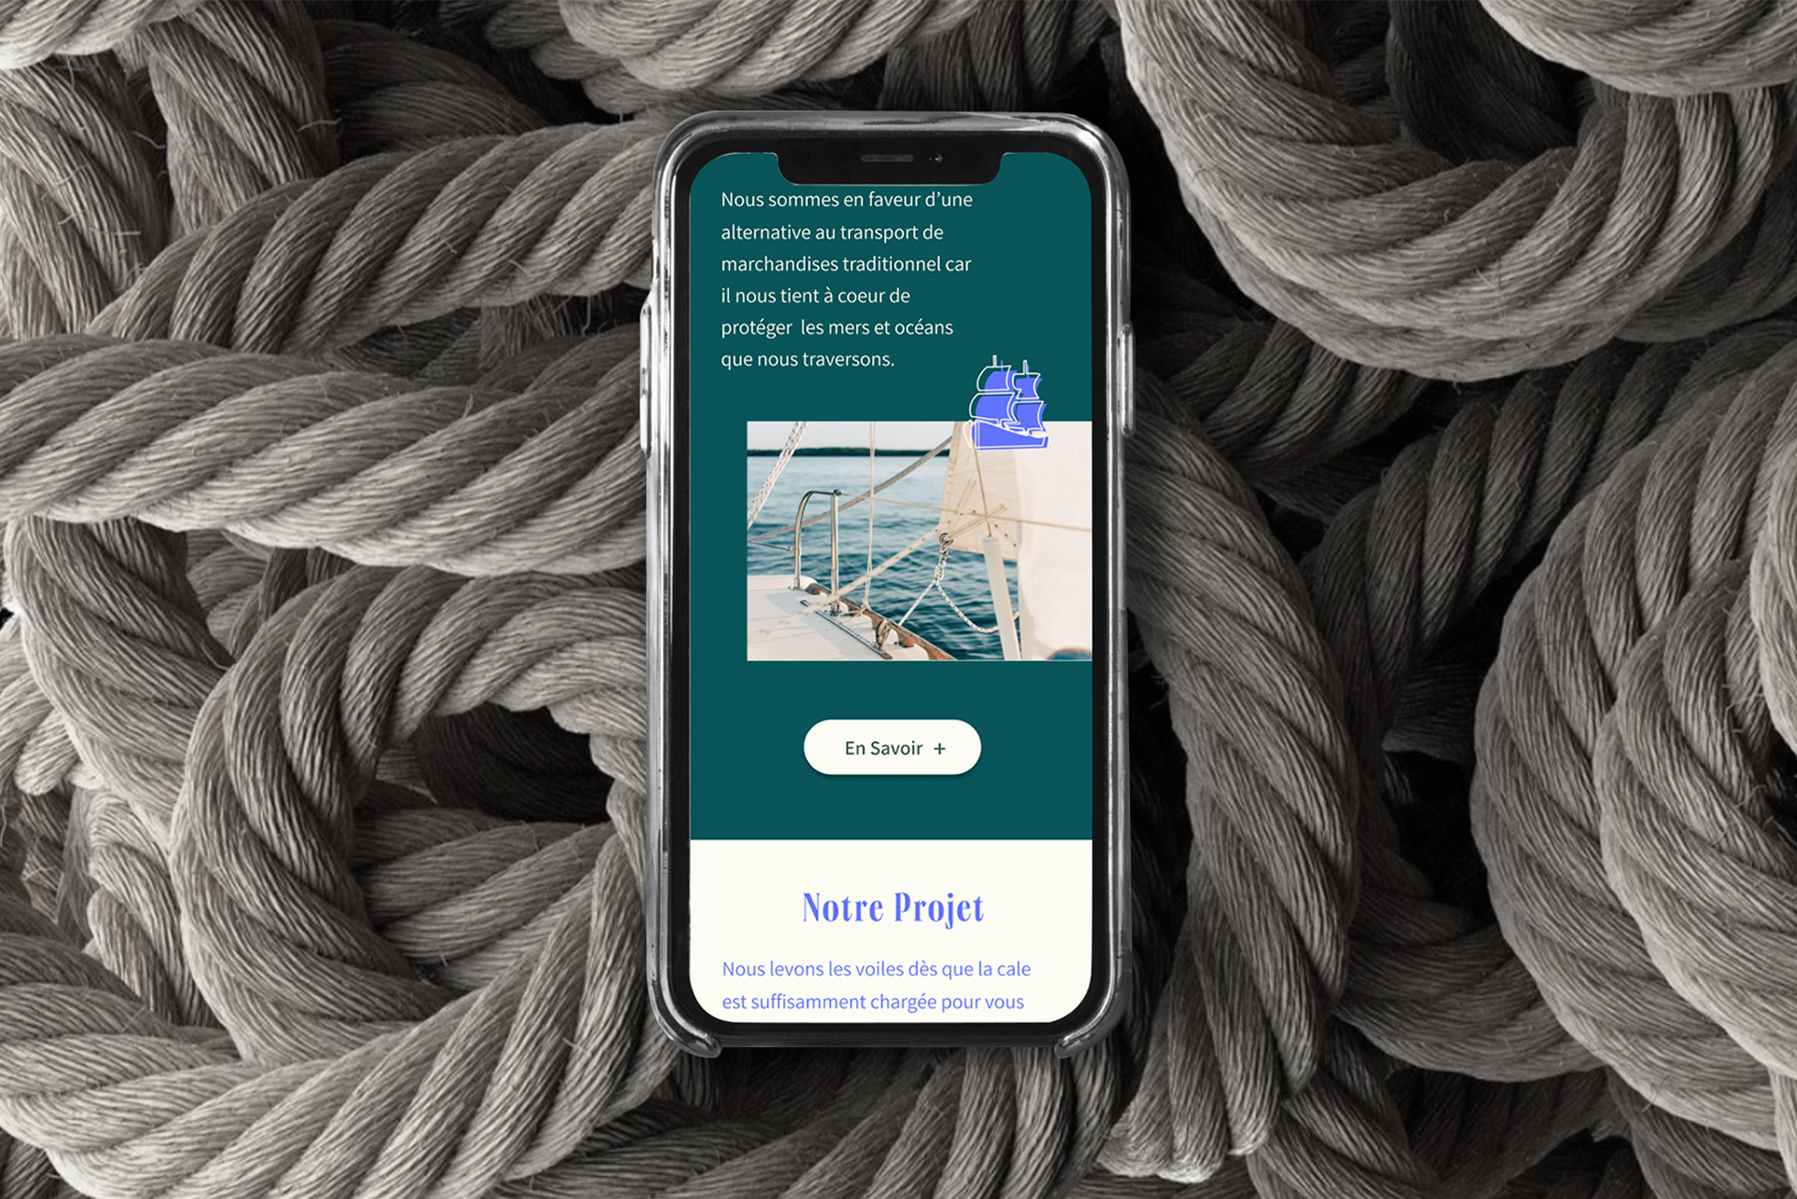 Nous sommes en faveur d’une
alternative au transport de
marchandises traditionnel car
il nous tient à coeur de
protéger  les mers et océans
que nous traversons.
En Savoir +
Notre Projet
Nous levons les voiles dès que la cale
est suffisamment chargée pour vous